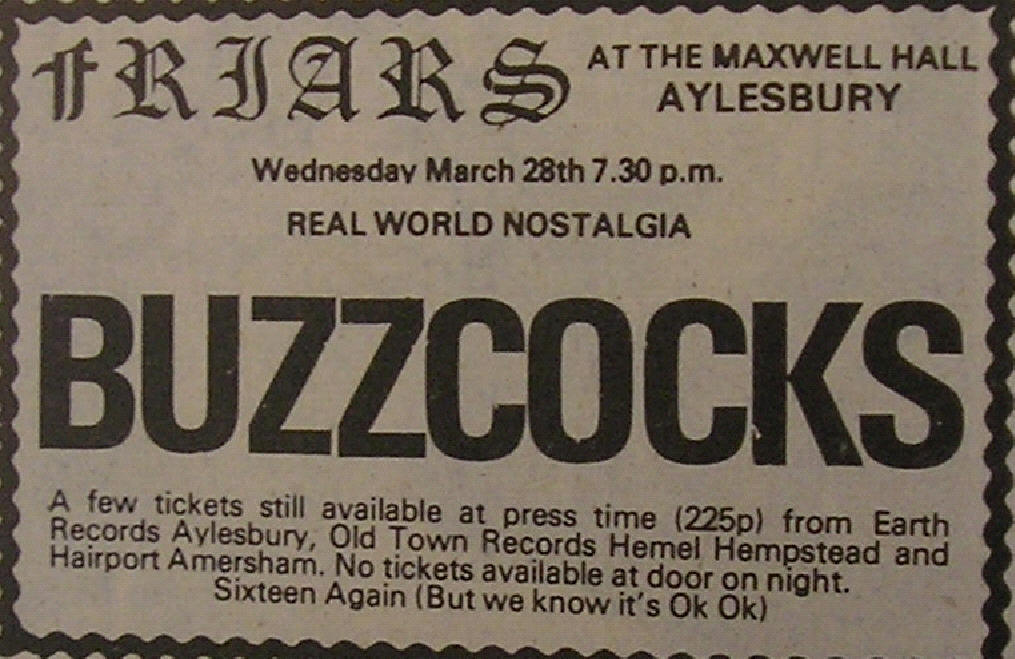 FRIARS AT THE MAXWELL HALL
AYLESBURY
Wednesday March 28th 7.30 p.m.
REAL WORLD NOSTALGIA
BUZZCOCKS
A few tickets still available at press time (225p) from Earth
Records Aylesbury, Old Town Records Hemel Hempstead and
Hairport Amersham. No tickets available at door on night.
Sixteen Again (But we know it's Ok Ok)